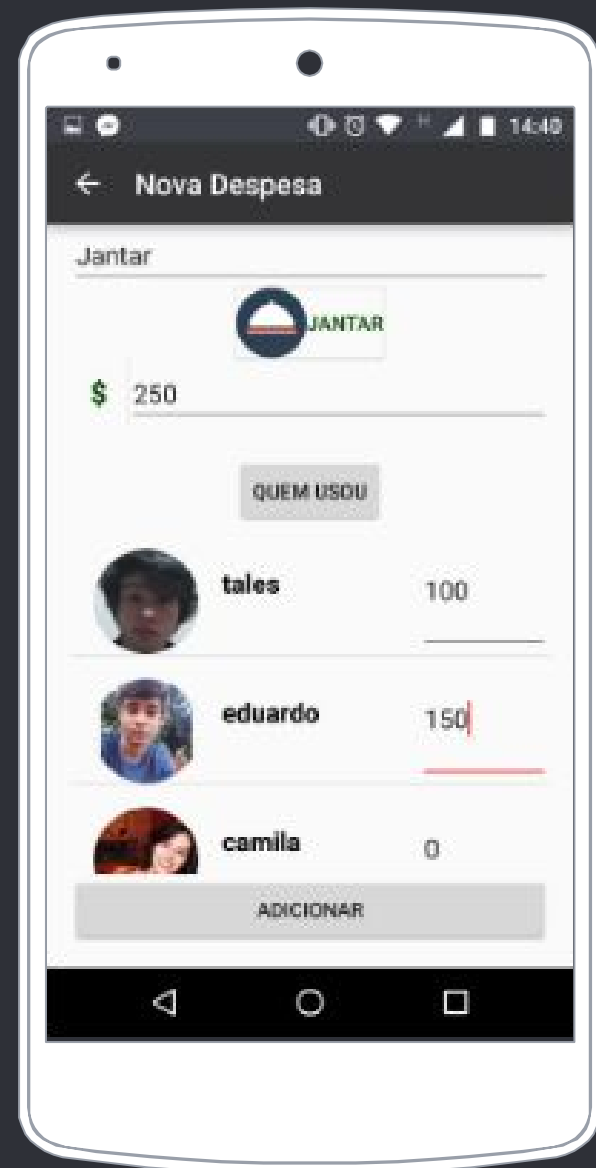 14:40
Nova Despesa
Jantar
JANTAR
$ 250
QUEM USOU
tales 100
eduardo 150
camila 0
ADICIONAR